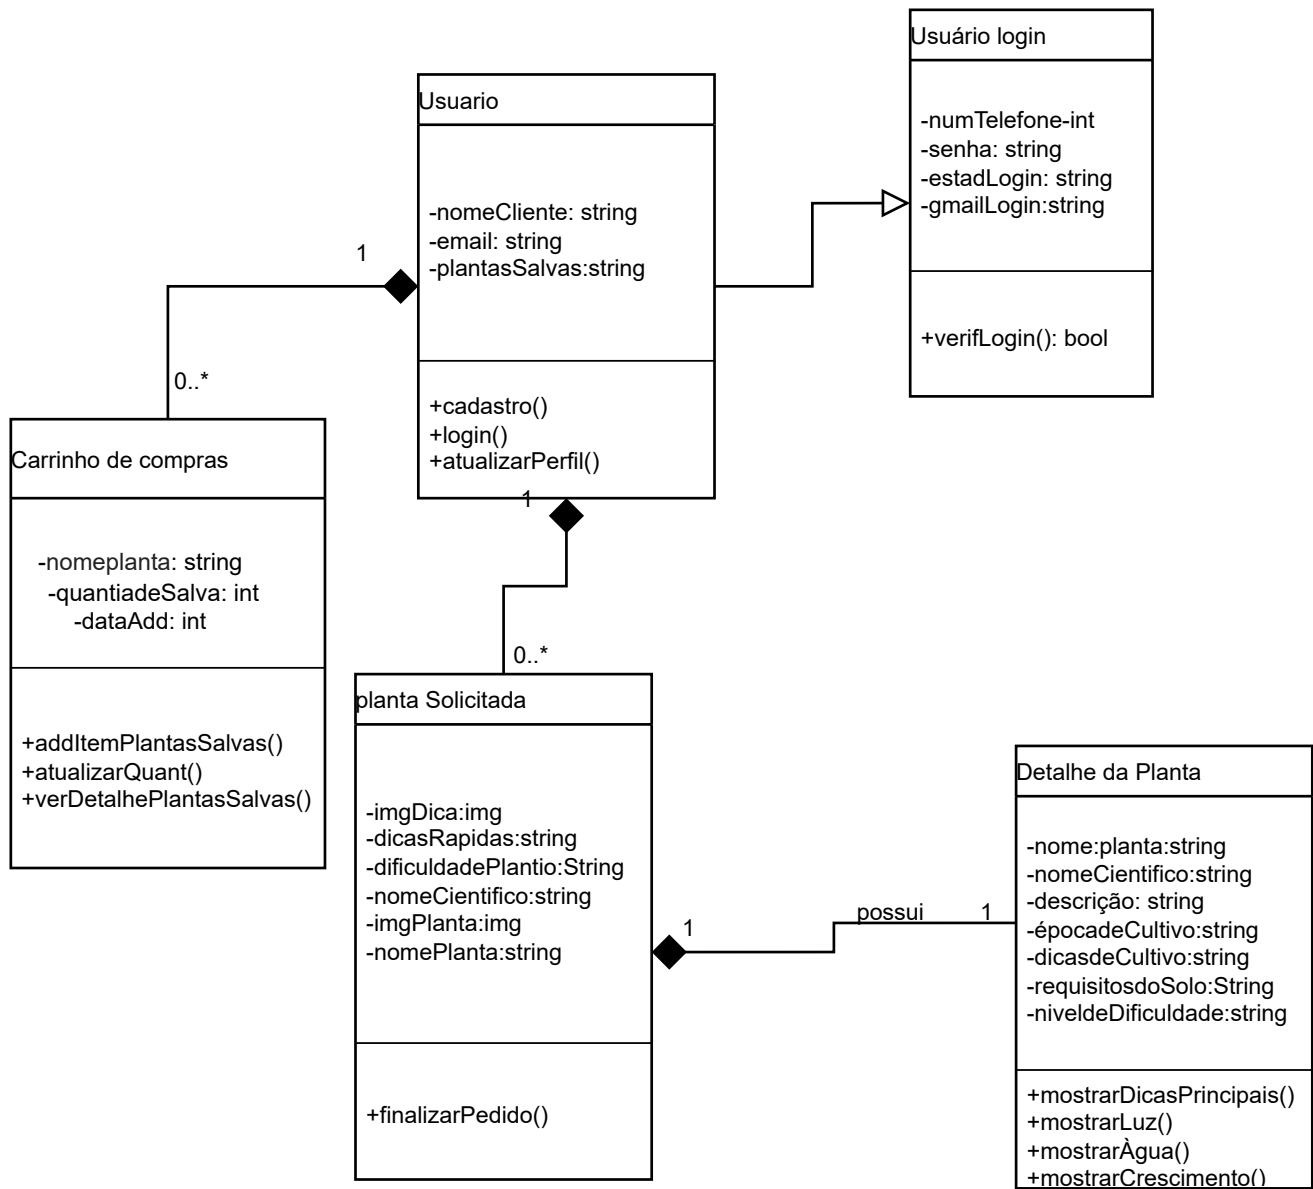 Usuário login
-numTelefone-int
-senha: string
-estadLogin: string
-gmailLogin:string
+verifLogin(): bool
Usuario
-nomeCliente: string
-email: string
-plantasSalvas:string
+cadastro()
+login()
+atualizarPerfil()
1
0..*
Carrinho de compras
-nomeplanta: string
-quantiadeSalva: int
-dataAdd: int
+addItemPlantasSalvas()
+atualizarQuant()
+verDetalhePlantasSalvas()
1
0..*
planta Solicitada
-imgDica:img
-dicasRapidas:string
-dificuldadePlantio:String
-nomeCientifico:string
-imgPlanta:img
-nomePlanta:string
+finalizarPedido()
1
possui
1
Detalhe da Planta
-nome:planta:string
-nomeCientifico:string
-descrição: string
-épocadeCultivo:string
-dicasdeCultivo:string
-requisitosdoSolo:String
-niveldeDificuldade:string
+mostrarDicasPrincipais()
+mostrarLuz()
+mostrarÀgua()
+mostrarCrescimento()